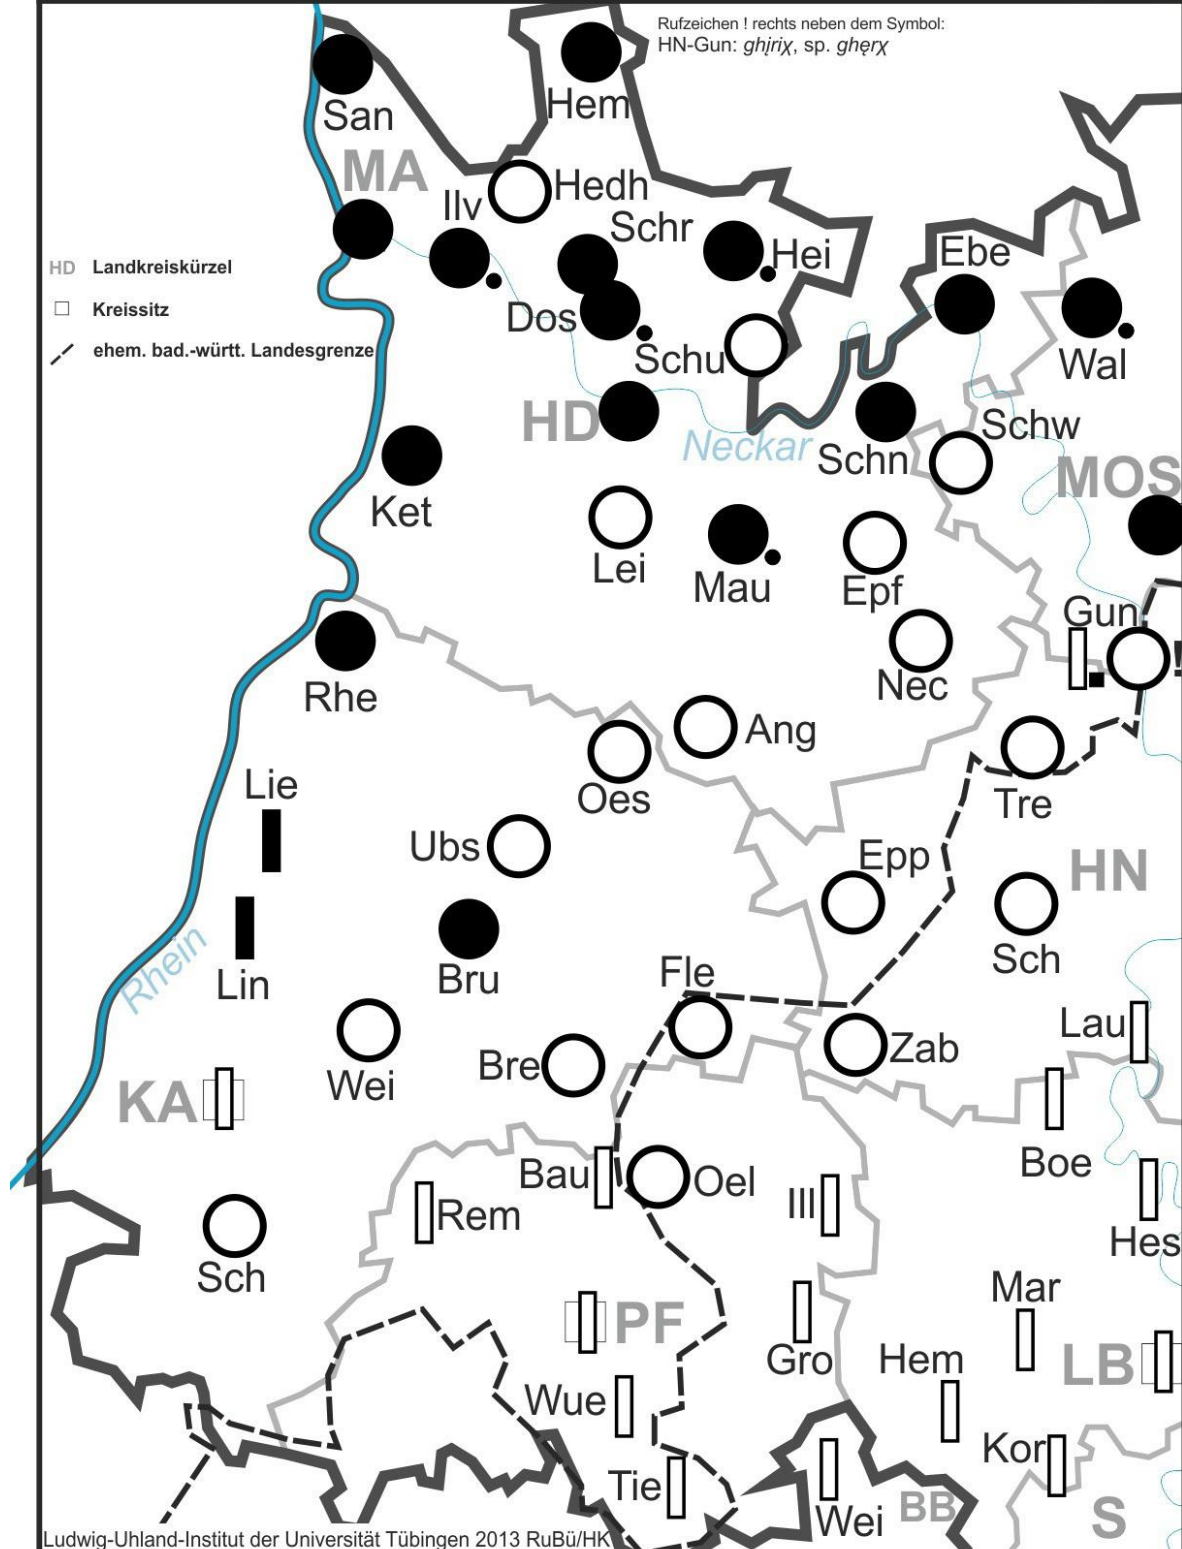 Rufzeichen ! rechts neben dem Symbol:
HN-Gun: ghi̦riχ, sp. ghẹrχ
San
Hem
MA
Ilv
Hedh
Schr
Hei
Ebe
HD Landkreiskürzel
Kreissitz
ehem. bad.-württ. Landesgrenze
Dos
Schu
Wal
HD
Neckar
Schn
Schw
MOS
Ket
Lei
Mau
Epf
Gun
!
Rhe
Nec
Ang
Oes
Tre
Lie
Ubs
Epp
HN
Rhein
Lin
Bru
Fle
Sch
Wei
Bre
Zab
Lau
KA
Boe
Bau
Oel
Ill
Rem
Hes
Sch
Mar
PF
Gro
Hem
LB
Wue
Kor
Tie
Wei
BB
S
Ludwig-Uhland-Institut der Universität Tübingen 2013 RuBü/HK